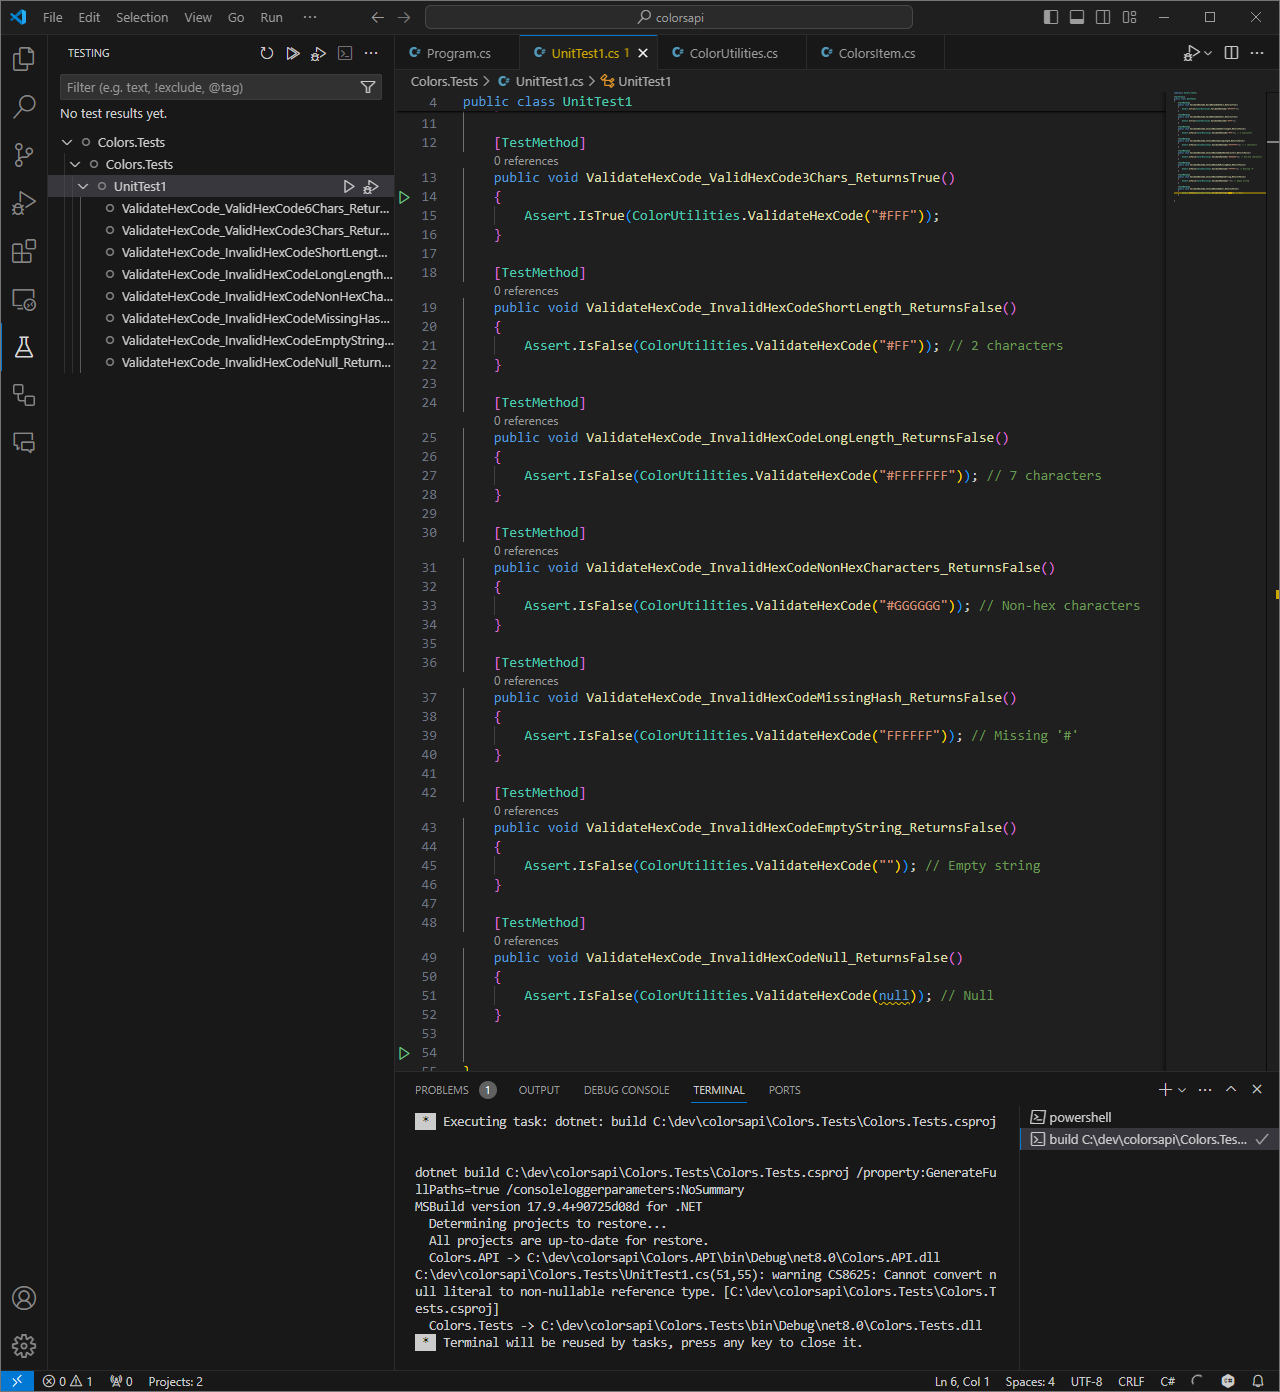 File Edit Selection View Go Run ··· colorsapi
TESTING
Program.cs UnitTest1.cs 1 ColorUtilities.cs ColorsItem.cs
Filter (e.g. text, !exclude, @tag)
No test results yet.
Colors.Tests
Colors.Tests
UnitTest1
ValidateHexCode_ValidHexCode6Chars_Retur...
ValidateHexCode_ValidHexCode3Chars_Retur...
ValidateHexCode_InvalidHexCodeShortLengt...
ValidateHexCode_InvalidHexCodeLongLength...
ValidateHexCode_InvalidHexCodeNonHexCha...
ValidateHexCode_InvalidHexCodeMissingHas...
ValidateHexCode_InvalidHexCodeEmptyString...
ValidateHexCode_InvalidHexCodeNull_Return...
Colors.Tests > UnitTest1.cs > UnitTest1
4 public class UnitTest1
11
12 [TestMethod]
0 references
13 public void ValidateHexCode_ValidHexCode3Chars_ReturnsTrue()
14 {
15 Assert.IsTrue(ColorUtilities.ValidateHexCode("#FFF"));
16 }
17
18 [TestMethod]
0 references
19 public void ValidateHexCode_InvalidHexCodeShortLength_ReturnsFalse()
20 {
21 Assert.IsFalse(ColorUtilities.ValidateHexCode("#FF")); // 2 characters
22 }
23
24 [TestMethod]
0 references
25 public void ValidateHexCode_InvalidHexCodeLongLength_ReturnsFalse()
26 {
27 Assert.IsFalse(ColorUtilities.ValidateHexCode("#FFFFFFF")); // 7 characters
28 }
29
30 [TestMethod]
0 references
31 public void ValidateHexCode_InvalidHexCodeNonHexCharacters_ReturnsFalse()
32 {
33 Assert.IsFalse(ColorUtilities.ValidateHexCode("#GGGGGG")); // Non-hex characters
34 }
35
36 [TestMethod]
0 references
37 public void ValidateHexCode_InvalidHexCodeMissingHash_ReturnsFalse()
38 {
39 Assert.IsFalse(ColorUtilities.ValidateHexCode("FFFFFF")); // Missing '#'
40 }
41
42 [TestMethod]
0 references
43 public void ValidateHexCode_InvalidHexCodeEmptyString_ReturnsFalse()
44 {
45 Assert.IsFalse(ColorUtilities.ValidateHexCode("")); // Empty string
46 }
47
48 [TestMethod]
0 references
49 public void ValidateHexCode_InvalidHexCodeNull_ReturnsFalse()
50 {
51 Assert.IsFalse(ColorUtilities.ValidateHexCode(null)); // Null
52 }
53
54
55 }
PROBLEMS 1 OUTPUT DEBUG CONSOLE TERMINAL PORTS
* Executing task: dotnet: build C:\dev\colorsapi\Colors.Tests\Colors.Tests.csproj
dotnet build C:\dev\colorsapi\Colors.Tests\Colors.Tests.csproj /property:GenerateFu
llPaths=true /consoleloggerparameters:NoSummary
MSBuild version 17.9.4+90725d08d for .NET
Determining projects to restore...
All projects are up-to-date for restore.
Colors.API -> C:\dev\colorsapi\Colors.API\bin\Debug\net8.0\Colors.API.dll
C:\dev\colorsapi\Colors.Tests\UnitTest1.cs(51,55): warning CS8625: Cannot convert n
ull literal to non-nullable reference type. [C:\dev\colorsapi\Colors.Tests\Colors.T
ests.csproj]
Colors.Tests -> C:\dev\colorsapi\Colors.Tests\bin\Debug\net8.0\Colors.Tests.dll
* Terminal will be reused by tasks, press any key to close it.
powershell
build C:\dev\colorsapi\Colors.Tes...
0 1 0 Projects: 2 Ln 6, Col 1 Spaces: 4 UTF-8 CRLF C#